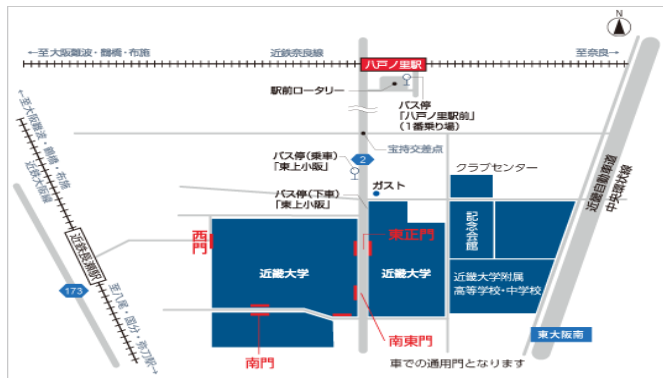 N
←至大阪難波・鶴橋・布施
近鉄奈良線
至奈良→
八戸ノ里駅
駅前ロータリー
バス停
「八戸ノ里駅前」
（1番乗り場）
←至大阪難波・鶴橋・布施
近鉄大阪線
宝持交差点
バス停（乗車）
「東上小阪」
2
クラブセンター
近畿自動車道
中央環状線
バス停（下車）
「東上小阪」
ガスト
西門
東正門
記念会館
近鉄長瀬駅
近畿大学
近畿大学
近畿大学附属
高等学校・中学校
173
至八尾・国分・弥刀駅→
南東門
東大阪南
南門
車での通用門となります